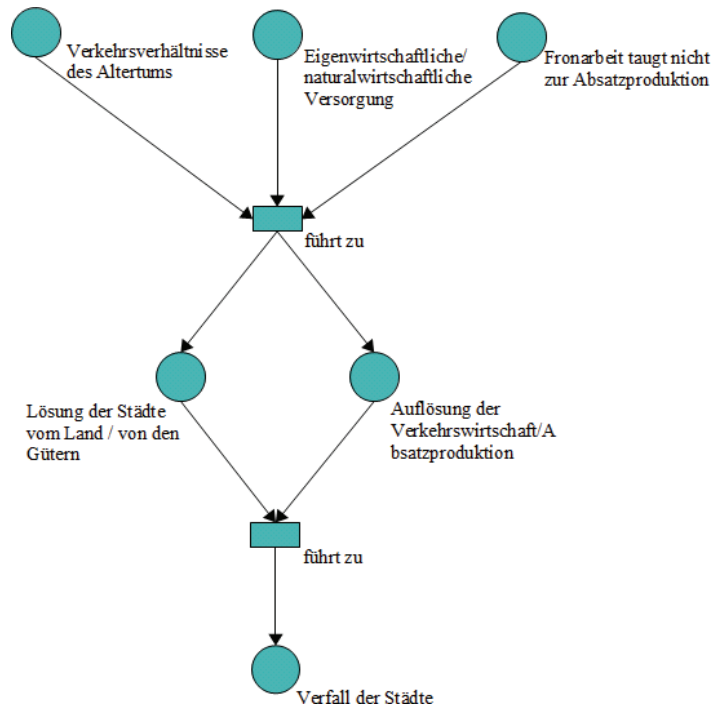 Verkehrsverhältnisse
des Altertums
Eigenwirtschaftliche/
naturalwirtschaftliche
Versorgung
Fronarbeit taugt nicht
zur Absatzproduktion
führt zu
Lösung der Städte
vom Land / von den
Gütern
Auflösung der
Verkehrswirtschaft/A
bsatzproduktion
führt zu
Verfall der Städte